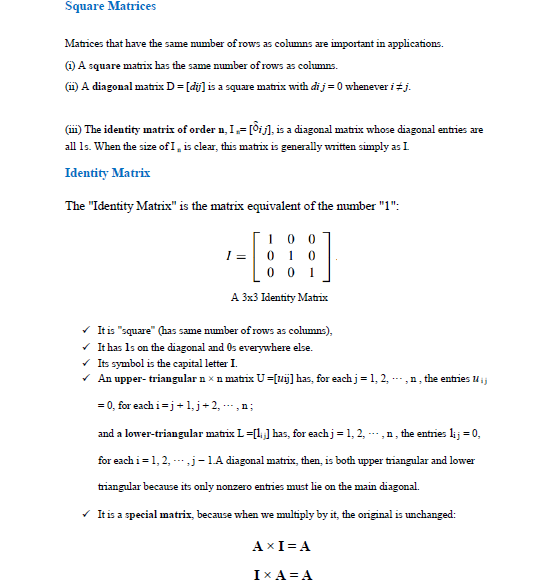 Square Matrices
Matrices that have the same number of rows as columns are important in applications.
(i) A square matrix has the same number of rows as columns.
(ii) A diagonal matrix D = [dij] is a square matrix with di j = 0 whenever i ≠ j.
(iii) The identity matrix of order n, I n= [δ̂i j], is a diagonal matrix whose diagonal entries are
all 1s. When the size of I n is clear, this matrix is generally written simply as I.
Identity Matrix
The "Identity Matrix" is the matrix equivalent of the number "1":
1 0 0
I = 0 1 0
0 0 1
A 3x3 Identity Matrix
✓ It is "square" (has same number of rows as columns),
✓ It has 1s on the diagonal and 0s everywhere else.
✓ Its symbol is the capital letter I.
✓ An upper- triangular n × n matrix U =[uij] has, for each j = 1, 2, ··· , n , the entries u i j
= 0, for each i = j + 1, j + 2, ··· , n ;
and a lower-triangular matrix L =[li j] has, for each j = 1, 2, ··· , n , the entries li j = 0,
for each i = 1, 2, ··· , j − 1.A diagonal matrix, then, is both upper triangular and lower
triangular because its only nonzero entries must lie on the main diagonal.
✓ It is a special matrix, because when we multiply by it, the original is unchanged:
A × I = A
I × A = A